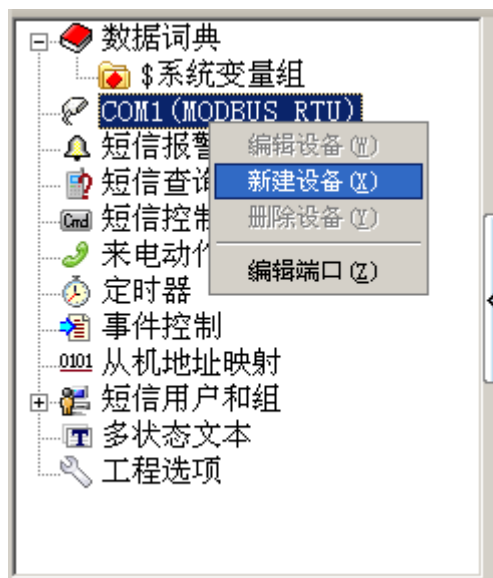 数据词典
$系统变量组
COM1(MODBUS RTU)
短信报警
编辑设备(W)
短信查询
新建设备(X)
短信控制
删除设备(Y)
来电动作
编辑端口(Z)
定时器
事件控制
0101 从机地址映射
短信用户和组
多状态文本
工程选项
Cmd
T